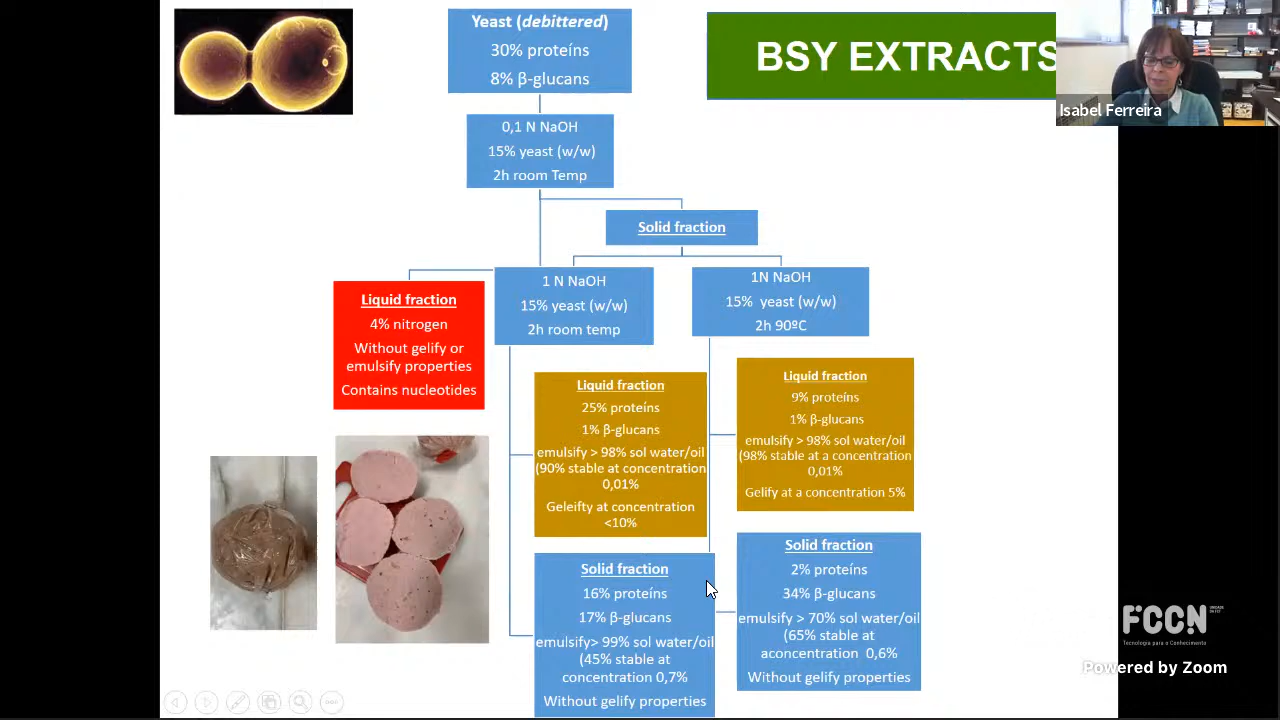 Yeast (debittered)
30% proteíns
8% β-glucans
BSY EXTRACTS
Isabel Ferreira
0,1 N NaOH
15% yeast (w/w)
2h room Temp
Solid fraction
Liquid fraction
4% nitrogen
Without gelify or
emulsify properties
Contains nucleotides
1 N NaOH
15% yeast (w/w)
2h room temp
1N NaOH
15%  yeast (w/w)
2h 90ºC
Liquid fraction
25% proteíns
1% β-glucans
emulsify > 98% sol water/oil
(90% stable at concentration
0,01%
Geleifty at concentration
<10%
Liquid fraction
9% proteíns
1% β-glucans
emulsify > 98% sol water/oil
(98% stable at a concentration
0,01%
Gelify at a concentration 5%
Solid fraction
16% proteíns
17% β-glucans
emulsify> 99% sol water/oil
(45% stable at
concentration 0,7%
Without gelify properties
Solid fraction
2% proteíns
34% β-glucans
emulsify > 70% sol water/oil
(65% stable at
aconcentration  0,6%
Without gelify properties
FCCN
Tecnologia para o Conhecimento
Powered by Zoom